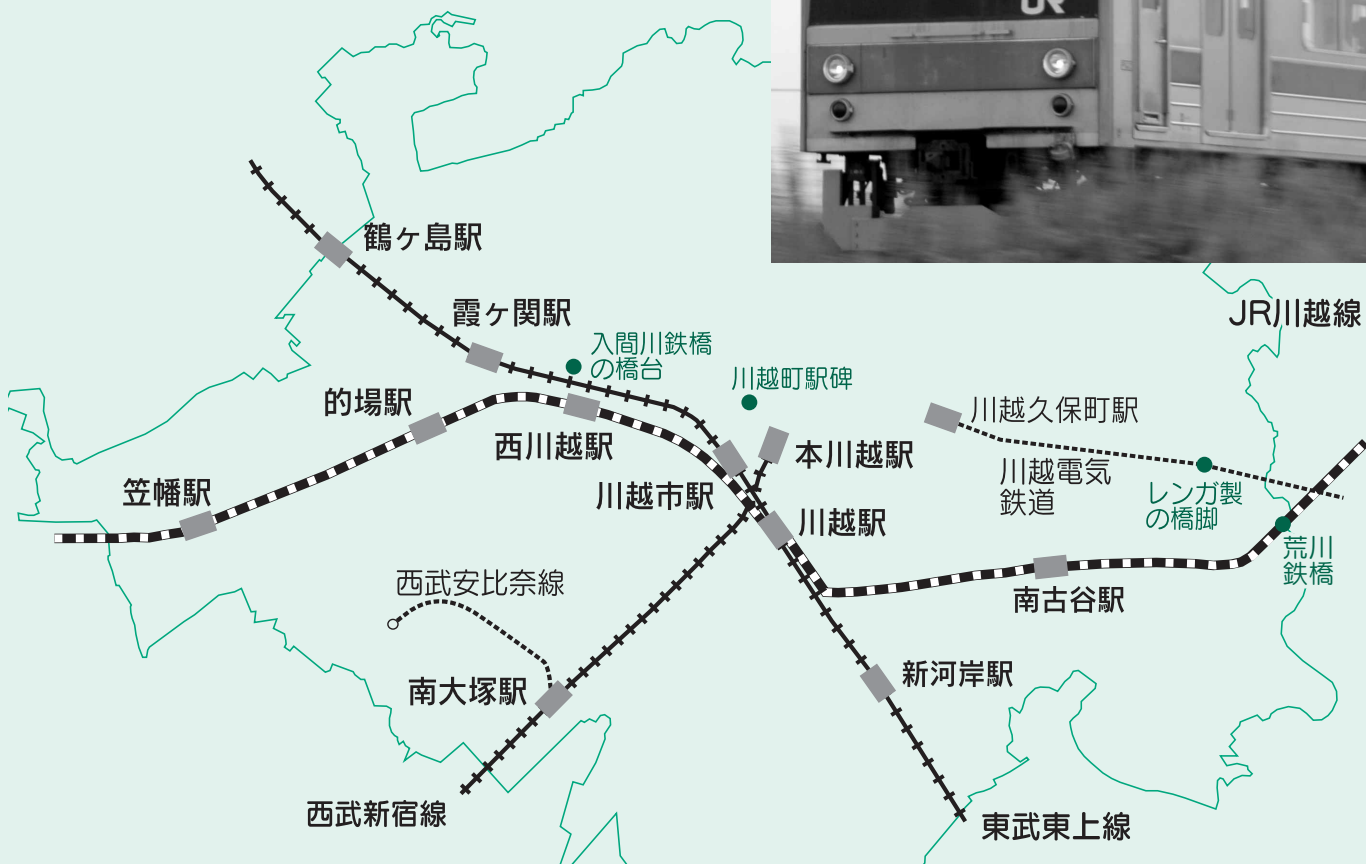 JR
鶴ヶ島駅
JR川越線
霞ヶ関駅
入間川鉄橋
の橋台
川越町駅碑
的場駅
川越久保町駅
西川越駅
本川越駅
川越電気
鉄道
レンガ製
の橋脚
笠幡駅
川越市駅
川越駅
荒川
鉄橋
西武安比奈線
南古谷駅
南大塚駅
新河岸駅
西武新宿線
東武東上線